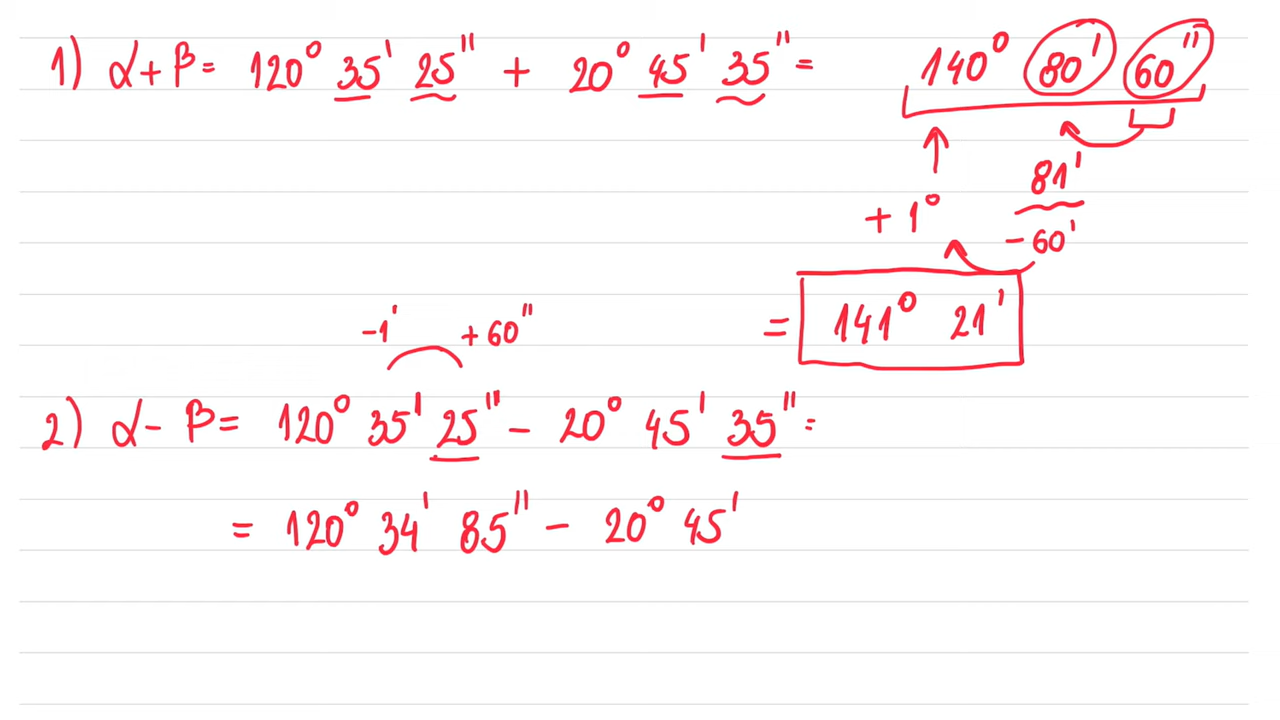 1) α+β= 120° 35' 25" + 20° 45' 35" = 140° 80' 60"
81'
+ 1°
- 60'
= 141° 21'
-1' +60"
2) α- β= 120° 35' 25" - 20° 45' 35" =
= 120° 34' 85" - 20° 45'